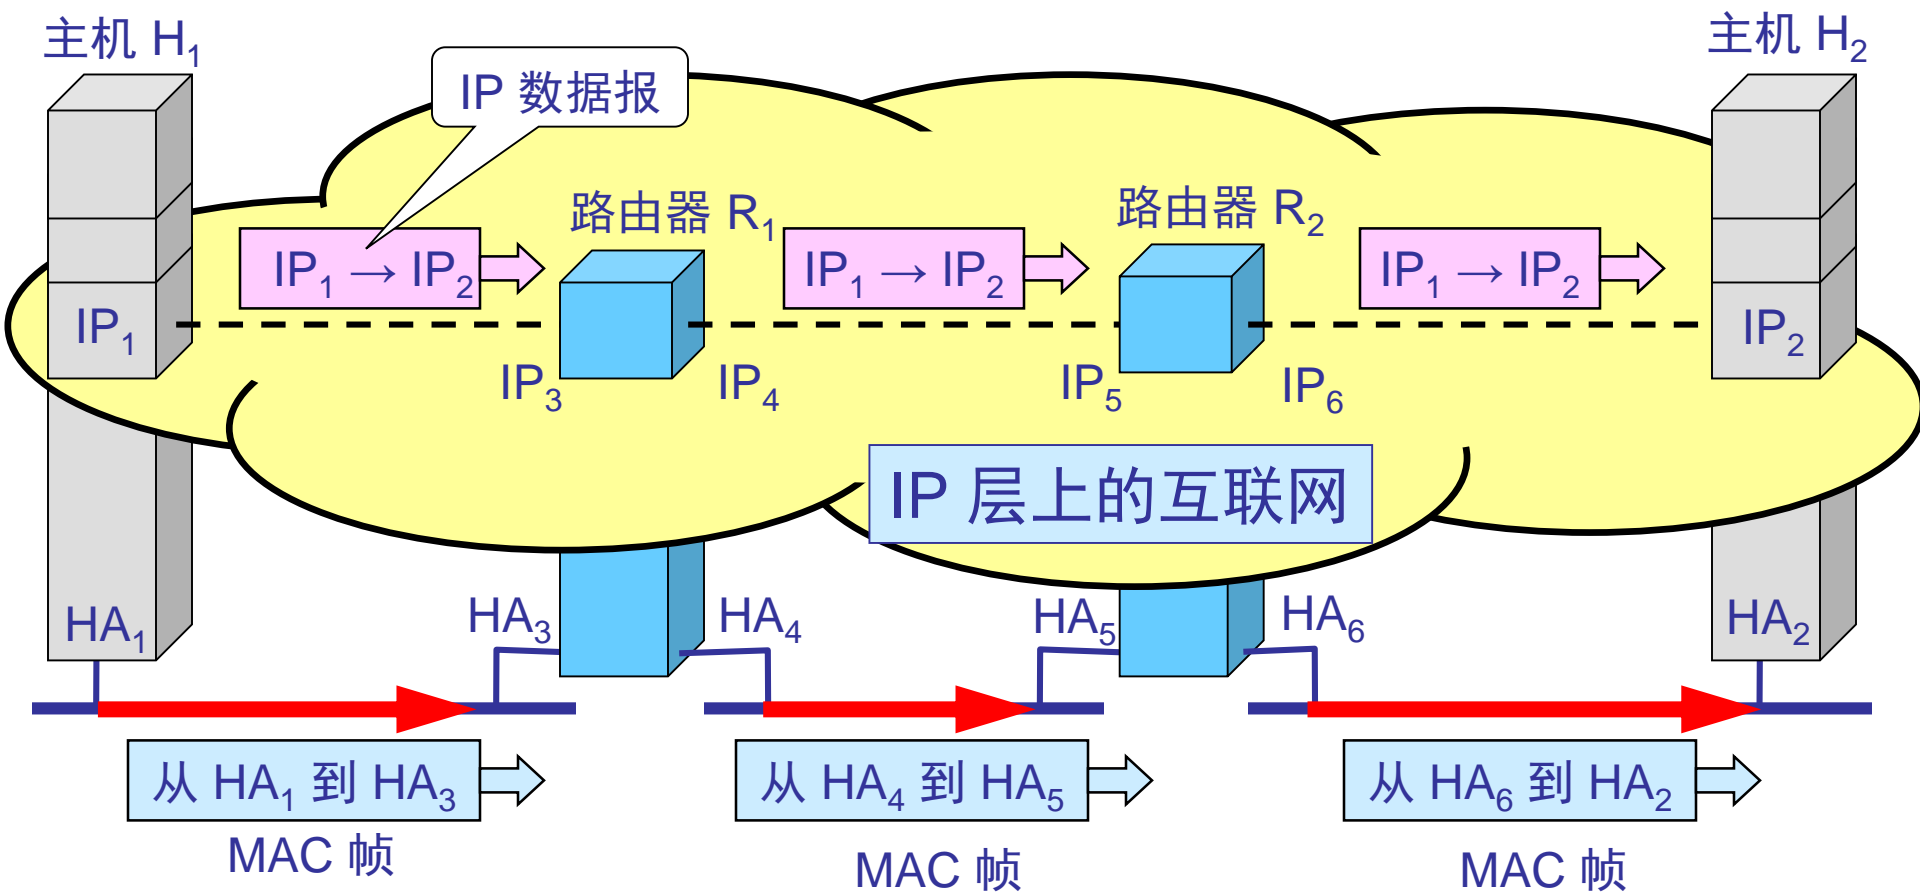 主机 H₁
主机 H₂
IP 数据报
路由器 R₁
路由器 R₂
IP₁ → IP₂
IP₁ → IP₂
IP₁ → IP₂
IP₁
IP₂
IP₃
IP₄
IP₅
IP₆
IP 层上的互联网
HA₁
HA₃
HA₄
HA₅
HA₆
HA₂
从 HA₁ 到 HA₃
从 HA₄ 到 HA₅
从 HA₆ 到 HA₂
MAC 帧
MAC 帧
MAC 帧